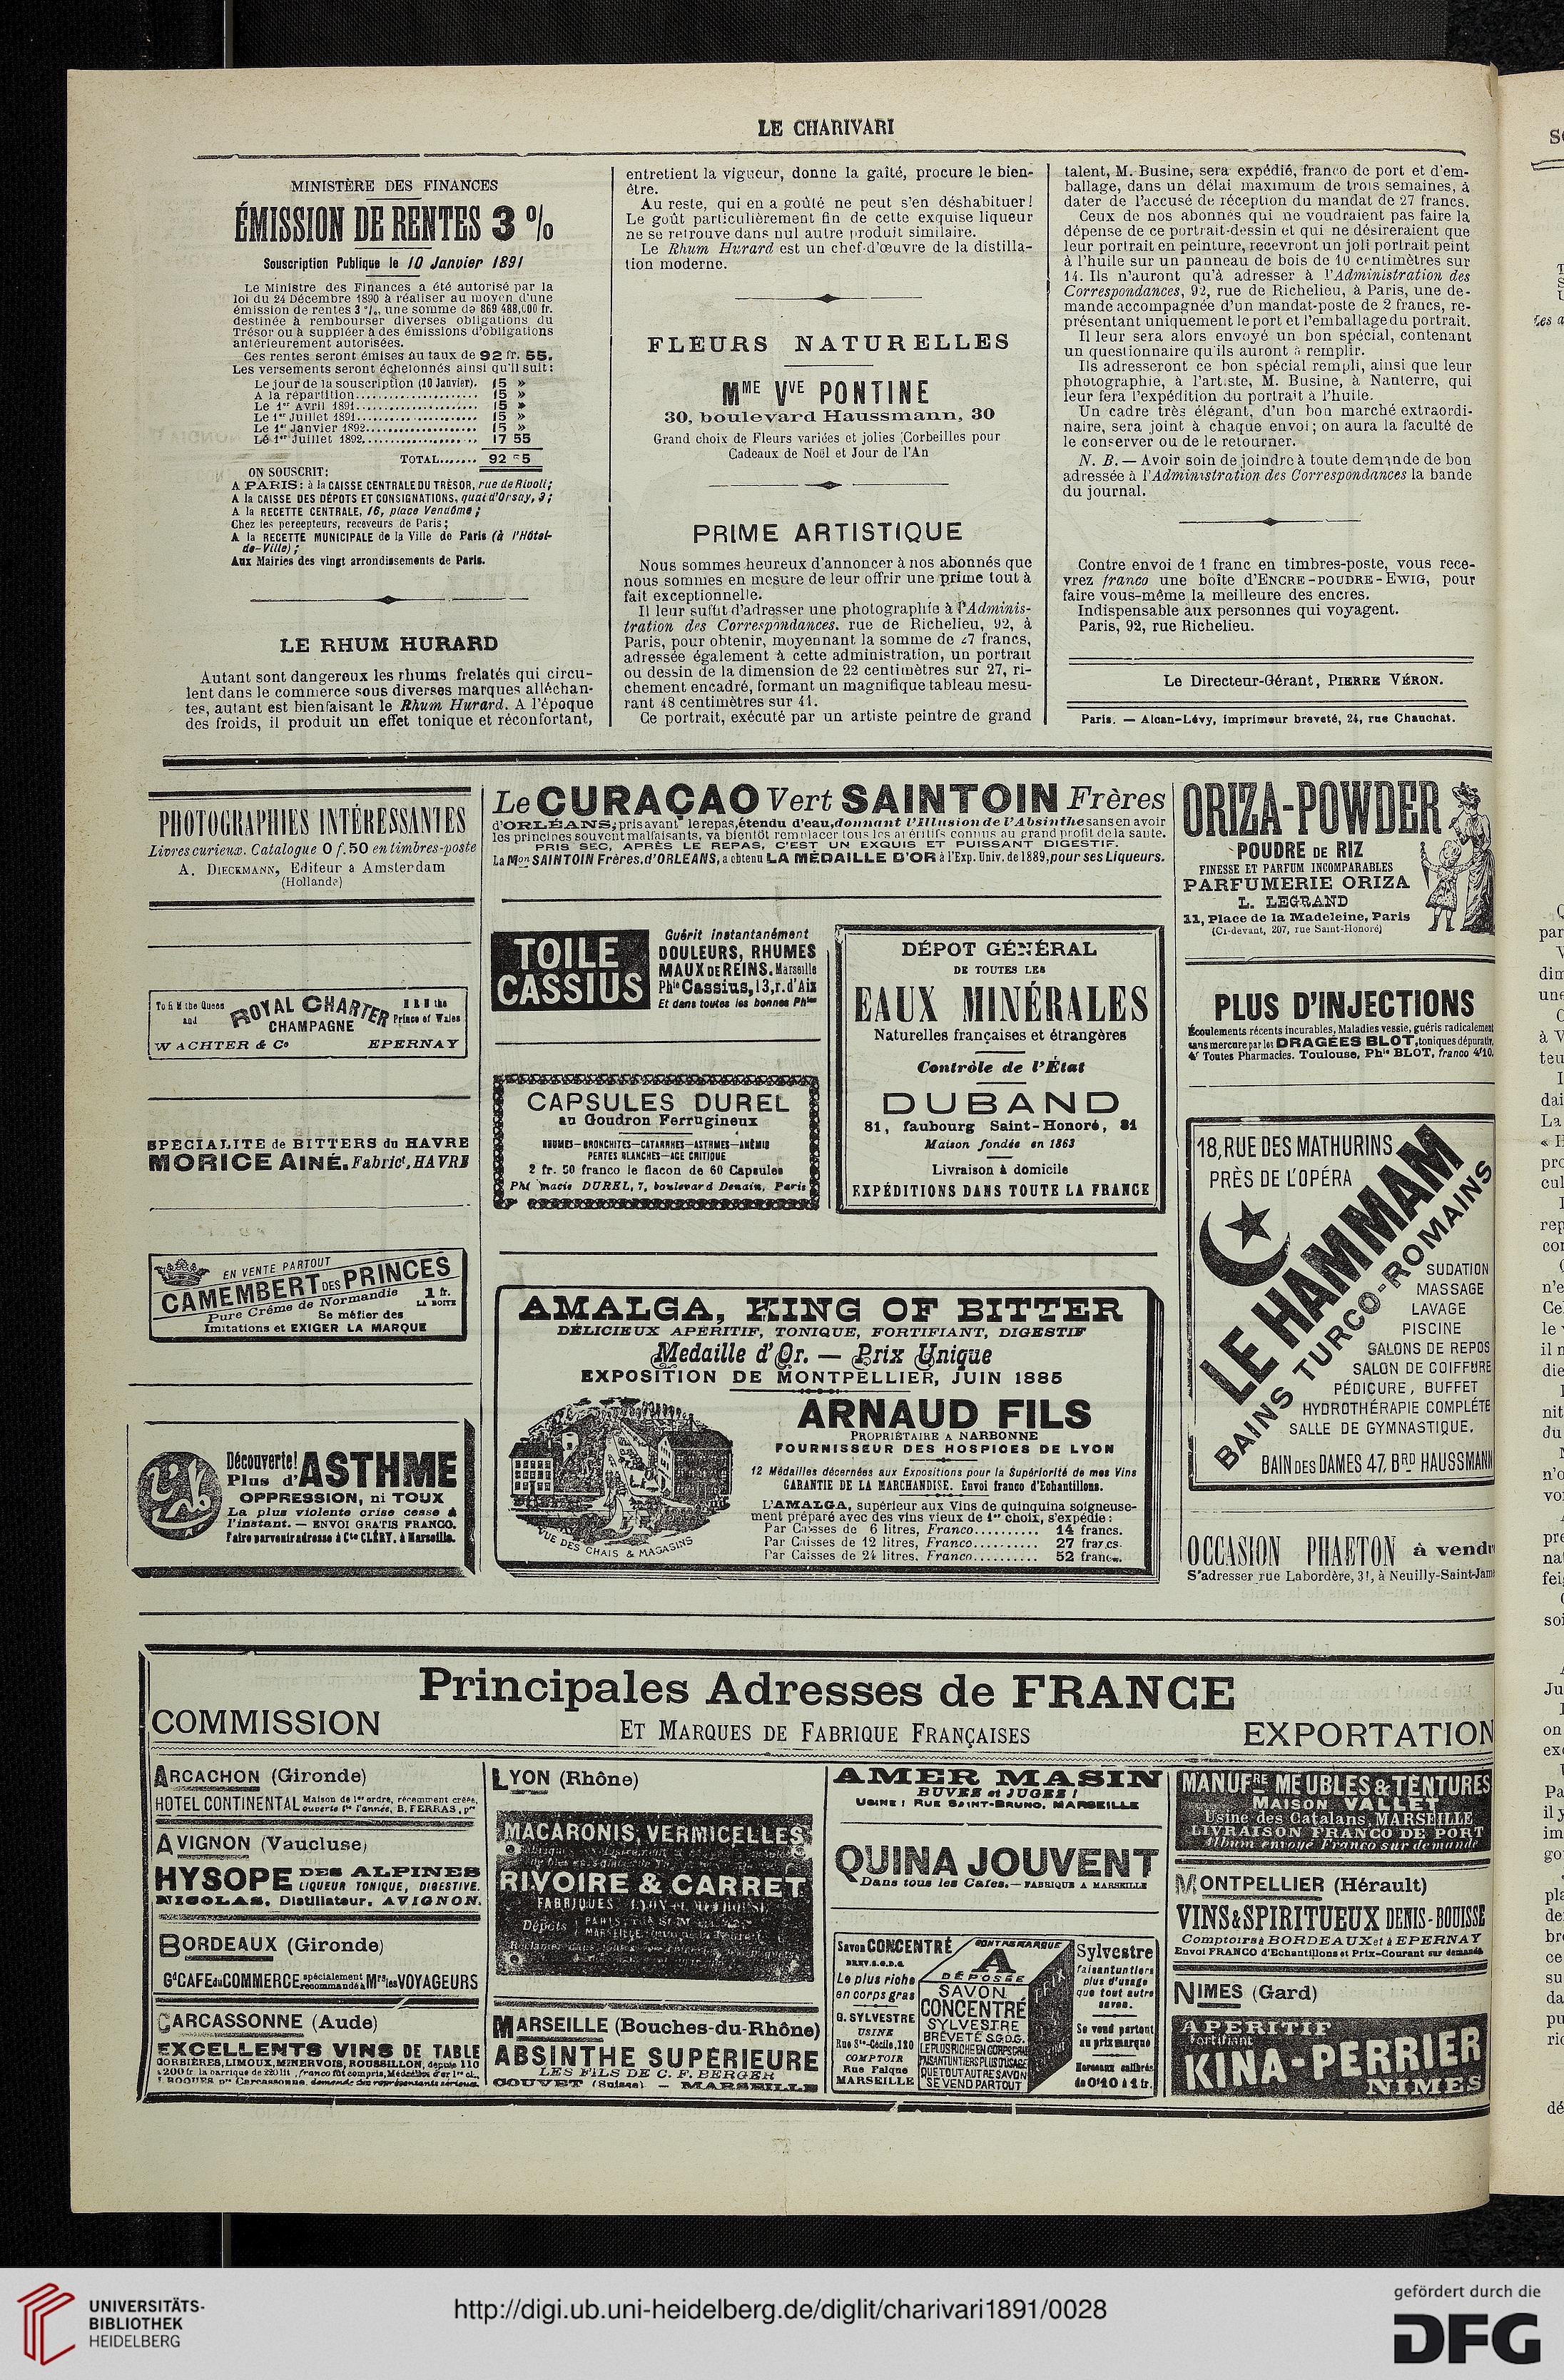 LE CHARIVARI
MINISTÈRE DES FINANCES
ÉMISSION DE RENTES 3 %
Souscription Publique le 10 Janvier 1891
Le Ministre des Finances a été autorisé par la
loi du 24 Décembre 1890 à réaliser au moyen d'une
émission de rentes 3 %, une somme de 869 488,000 fr.
destinée à rembourser diverses obligations du
Trésor ou à suppléer à des émissions d'obligations
antérieurement autorisées.
Ces rentes seront émises au taux de 92 fr. 55.
Les versements seront échelonnés ainsi qu'il suit:
Le jour de la souscription (10 Janvier). 15 »
A la répartition.................... 15 »
Le 1er Avril 1891.................... 15 »
Le 1er Juillet 1891.................... 15 »
Le 1er Janvier 1892.................... 15 »
Le 1er Juillet 1892.................... 17 55
TOTAL....... 92 55
ON SOUSCRIT:
A PARIS: à la CAISSE CENTRALE DU TRÉSOR, rue de Rivoli;
A la CAISSE DES DÉPOTS ET CONSIGNATIONS, quai d'Orsay, 3;
A la RECETTE CENTRALE, 16, place Vendôme;
Chez les percepteurs, receveurs de Paris;
A la RECETTE MUNICIPALE de la Ville de Paris (à l'Hôtel-
de-Ville);
Aux Mairies des vingt arrondissements de Paris.
LE RHUM HURARD
Autant sont dangereux les rhums frelatés qui circu-
lent dans le commerce sous diverses marques alléchan-
tes, autant est bienfaisant le Rhum Hurard. A l'époque
des froids, il produit un effet tonique et réconfortant,
entretient la vigueur, donne la gaîté, procure le bien-
être.
Au reste, qui en a goûté ne peut s'en déshabituer!
Le goût particulièrement fin de cette exquise liqueur
ne se retrouve dans nul autre produit similaire.
Le Rhum Hurard est un chef-d'œuvre de la distilla-
tion moderne.
FLEURS NATURELLES
MME VVE PONTINE
30, boulevard Haussmann, 30
Grand choix de Fleurs variées et jolies Corbeilles pour
Cadeaux de Noël et Jour de l'An
PRIME ARTISTIQUE
Nous sommes heureux d'annoncer à nos abonnés que
nous sommes en mesure de leur offrir une prime tout à
fait exceptionnelle.
Il leur suffit d'adresser une photographie à l'Adminis-
tration des Correspondances, rue de Richelieu, 92, à
Paris, pour obtenir, moyennant la somme de 27 francs,
adressée également à cette administration, un portrait
ou dessin de la dimension de 22 centimètres sur 27, ri-
chement encadré, formant un magnifique tableau mesu-
rant 48 centimètres sur 41.
Ce portrait, exécuté par un artiste peintre de grand
talent, M. Busine, sera expédié, franco de port et d'em-
ballage, dans un délai maximum de trois semaines, à
dater de l'accusé de réception du mandat de 27 francs.
Ceux de nos abonnés qui ne voudraient pas faire la
dépense de ce portrait-dessin et qui ne désireraient que
leur portrait en peinture, recevront un joli portrait peint
à l'huile sur un panneau de bois de 10 centimètres sur
14. Ils n'auront qu'à adresser à l'Administration des
Correspondances, 92, rue de Richelieu, à Paris, une de-
mande accompagnée d'un mandat-poste de 2 francs, re-
présentant uniquement le port et l'emballage du portrait.
Il leur sera alors envoyé un bon spécial, contenant
un questionnaire qu'ils auront à remplir.
Ils adresseront ce bon spécial rempli, ainsi que leur
photographie, à l'artiste, M. Busine, à Nanterre, qui
leur fera l'expédition du portrait à l'huile.
Un cadre très élégant, d'un bon marché extraordi-
naire, sera joint à chaque envoi; on aura la faculté de
le conserver ou de le retourner.
N. B. — Avoir soin de joindre à toute demande de bon
adressée à l'Administration des Correspondances la bande
du journal.
Contre envoi de 1 franc en timbres-poste, vous rece-
vrez franco une boîte d'ENCRE-POUDRE-EWIG, pour
faire vous-même la meilleure des encres.
Indispensable aux personnes qui voyagent.
Paris, 92, rue Richelieu.
Le Directeur-Gérant, PIERRE VÉRON.
Paris. — Alcan-Lévy, imprimeur breveté, 24, rue Chauchat.
PHOTOGRAPHIES INTÉRESSANTES
Livres curieux. Catalogue 0 f. 50 en timbres-poste
A. DIECKMANN, Editeur à Amsterdam
(Hollande)
To H M the Queen
and
ROYAL CHARTER
CHAMPAGNE
H R H the
Prince of Wales
WACHTER & Co EPERNAY
SPÉCIALITE de BITTERS du HAVRE
MORICE AINÉ. Fabrict, HAVRE
EN VENTE PARTOUT
CAMEMBERT DES PRINCES
Pure Crême de Normandie 1 fr.
LA BOITE
Se méfier des
Imitations et EXIGER LA MARQUE
Découverte!
Plus d'ASTHME
OPPRESSION, ni TOUX
La plus violente crise cesse à
l'instant. — ENVOI GRATIS FRANCO.
Faire parvenir adresse à Cte CLÉRY, à Marseille.
Le CURAÇAO Vert SAINTOIN Frères
d'ORLÉANS; pris avant le repas, étendu d'eau, donnant l'Illusion de l'Absinthe sans en avoir
les principes souvent malfaisants, va bientôt remplacer tous les apéritifs connus au grand profit de la santé.
PRIS SEC, APRÈS LE REPAS, C'EST UN EXQUIS ET PUISSANT DIGESTIF.
La Mon SAINTOIN Frères, d'ORLÉANS, a obtenu LA MÉDAILLE D'OR à l'Exp. Univ. de 1889, pour ses Liqueurs.
TOILE
CASSIUS
Guérit instantanément
DOULEURS, RHUMES
MAUX DE REINS. Marseille
Phie Cassius, 13, r. d'Aix
Et dans toutes les bonnes Phies
CAPSULES DUREL
au Goudron Ferrugineux
RHUMES—BRONCHITES—CATARRHES—ASTHMES—ANÉMIE
PERTES BLANCHES—AGE CRITIQUE
2 fr. 50 franco le flacon de 60 Capsules
Pharmacie DUREL, 7, boulevard Denain, Paris
DÉPOT GÉNÉRAL
DE TOUTES LES
EAUX MINÉRALES
Naturelles françaises et étrangères
Contrôle de l'État
DUBAND
81, faubourg Saint-Honoré, 81
Maison fondée en 1863
Livraison à domicile
EXPÉDITIONS DANS TOUTE LA FRANCE
AMALGA, KING OF BITTER
DÉLICIEUX APÉRITIF, TONIQUE, FORTIFIANT, DIGESTIF
Medaille d'Or. — Prix Unique
EXPOSITION DE MONTPELLIER, JUIN 1885
ARNAUD FILS
PROPRIÉTAIRE A NARBONNE
FOURNISSEUR DES HOSPICES DE LYON
12 Médailles décernées aux Expositions pour la Supériorité de mes Vins
GARANTIE DE LA MARCHANDISE. Envoi franco d'Echantillons.
L'AMALGA, supérieur aux Vins de quinquina soigneuse-
ment préparé avec des vins vieux de 1er choix, s'expédie:
Par Caisses de 6 litres, Franco.......... 14 francs.
Par Caisses de 12 litres, Franco.......... 27 francs.
Par Caisses de 24 litres, Franco.......... 52 francs.
VUE DES CHAIS & MAGASINS
ORIZA-POWDER
POUDRE DE RIZ
FINESSE ET PARFUM INCOMPARABLES
PARFUMERIE ORIZA
L. LEGRAND
11, Place de la Madeleine, Paris
(Ci-devant, 207, rue Saint-Honoré)
PLUS D'INJECTIONS
Écoulements récents incurables, Maladies vessie, guéris radicalement
sans mercure par les DRAGÉES BLOT, toniques dépurativ.
4f Toutes Pharmacies. Toulouse, Phie BLOT, franco 4f10.
18, RUE DES MATHURINS
PRÈS DE L'OPÉRA
LE HAMMAM
BAINS TURCO-ROMAINS
SUDATION
MASSAGE
LAVAGE
PISCINE
SALONS DE REPOS
SALON DE COIFFURE
PÉDICURE, BUFFET
HYDROTHÉRAPIE COMPLÈTE
SALLE DE GYMNASTIQUE.
BAIN DES DAMES 47, BRD HAUSSMANN
OCCASION PHAETON à vendr
S'adresser rue Labordère, 31, à Neuilly-Saint-Jame
Principales Adresses de FRANCE
COMMISSION ET MARQUES DE FABRIQUE FRANÇAISES EXPORTATION
ARCACHON (Gironde)
HOTEL CONTINENTAL Maison de 1er ordre, récemment créée,
ouverte tte l'année, B. FERRAS, pre
AVIGNON (Vaucluse)
HYSOPE DES ALPINES
LIQUEUR TONIQUE, DIGESTIVE.
NICOLAS, Distillateur, AVIGNON.
BORDEAUX (Gironde)
Gd CAFÉ du COMMERCE spécialement recommandé à Mrs les VOYAGEURS
CARCASSONNE (Aude)
EXCELLENTS VINS DE TABLE
CORBIÈRES, LIMOUX, MINERVOIS, ROUSSILLON, depuis 110
à 200 fr la barrique de 220 lit, franco fût compris, Médailles d'or 1re cl.
LYON (Rhône)
MACARONIS, VERMICELLES
RIVOIRE & CARRET
FABRIQUES LYON et MULHOUSE
Dépôts
MARSEILLE (Bouches-du-Rhône)
ABSINTHE SUPÉRIEURE
LES FILS DE C. F. BERGER
COUVET (Suisse) — MARSEILLE
AMER MASIN
BUVEZ et JUGEZ!
USINE: RUE SAINT-BRUNO, MARSEILLE
QUINA JOUVENT
Dans tous les Cafés. — FABRIQUE A MARSEILLE
Savon CONCENTRÉ
BREV. S.G.D.G.
Le plus riche
en corps gras
G. SYLVESTRE
USINE
Rue Ste-Cécile, 120
COMPTOIR
Rue Palque
MARSEILLE
CONTREMARQUE
A
DÉPOSÉE
SAVON
CONCENTRÉ
SYLVESTRE
BREVETÉ S.G.D.G.
LE PLUS RICHE EN CORPS GRAS
FAISANT UN TIERS PLUS D'USAGE
QUE TOUT AUTRE SAVON
SE VEND PARTOUT
Sylvestre
faisant un tiers
plus d'usage
que tout autre
savon.
Se vend partout
au prix marqué
Morceaux calibrés
de 0f10 à 1 fr.
MANUFRE MEUBLES & TENTURES
MAISON VALLET
Usine des Catalans, MARSEILLE
LIVRAISON FRANCO DE PORT
Album envoyé Franco sur demande
MONTPELLIER (Hérault)
VINS & SPIRITUEUX DENIS-BOUISSE
Comptoirs à BORDEAUX et à EPERNAY
Envoi FRANCO d'Echantillons et Prix-Courant sur demande
NIMES (Gard)
APERITIF
Fortifiant
KINA-PERRIER
NIMES
UNIVERSITÄTS-
BIBLIOTHEK
HEIDELBERG
http://digi.ub.uni-heidelberg.de/diglit/charivari1891/0028
gefördert durch die
DFG